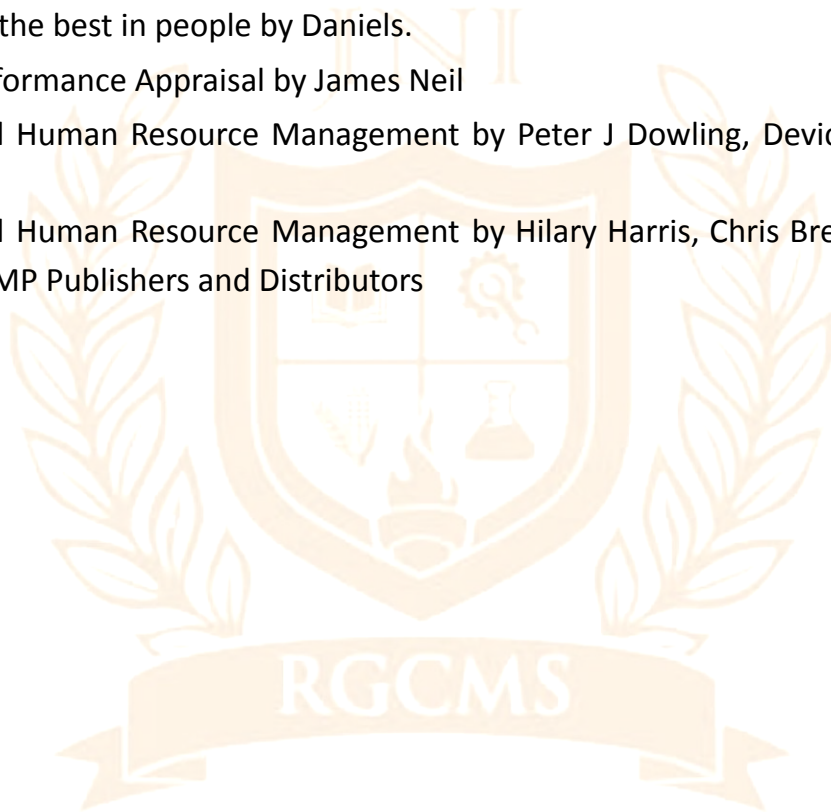 the best in people by Daniels.
formance Appraisal by James Neil
Human Resource Management by Peter J Dowling, Devic
Human Resource Management by Hilary Harris, Chris Bre
MP Publishers and Distributors
JNI
RGCMS